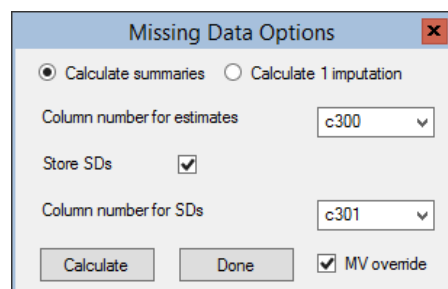 Missing Data Options
Calculate summaries Calculate 1 imputation
Column number for estimates c300
Store SDs
Column number for SDs c301
Calculate Done MV override